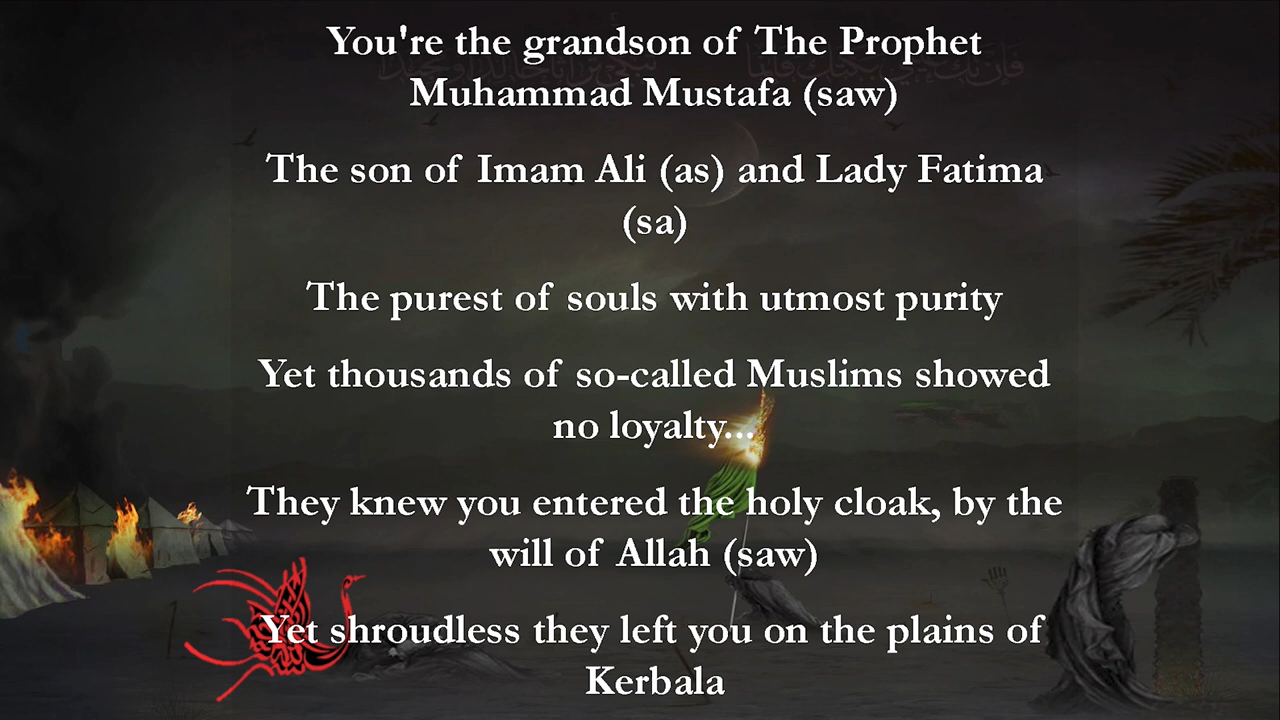 You're the grandson of The Prophet
Muhammad Mustafa (saw)
The son of Imam Ali (as) and Lady Fatima
(sa)
The purest of souls with utmost purity
Yet thousands of so-called Muslims showed
no loyalty...
They knew you entered the holy cloak, by the
will of Allah (saw)
Yet shroudless they left you on the plains of
Kerbala